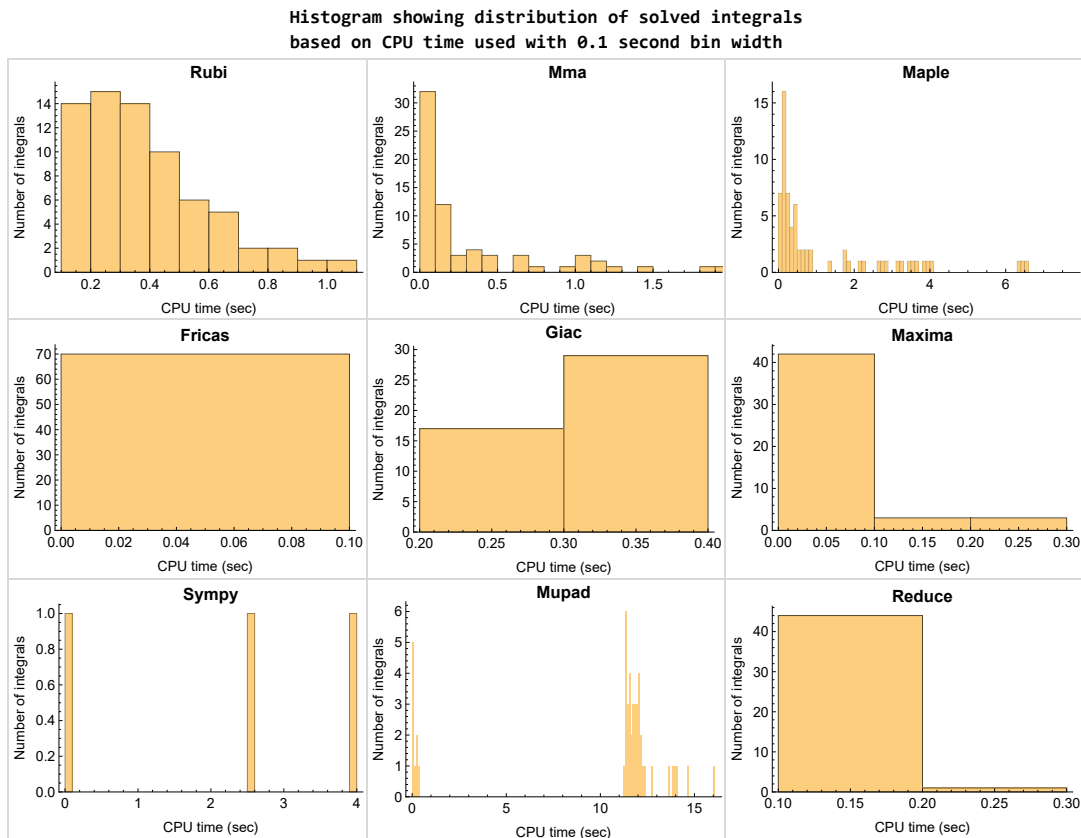 Histogram showing distribution of solved integrals
based on CPU time used with 0.1 second bin width
Rubi
Number of integrals
14
12
10
8
6
4
2
0
0.2 0.4 0.6 0.8 1.0
CPU time (sec)
Mma
Number of integrals
30
25
20
15
10
5
0
0.0 0.5 1.0 1.5
CPU time (sec)
Maple
Number of integrals
15
10
5
0
0 2 4 6
CPU time (sec)
Fricas
Number of integrals
70
60
50
40
30
20
10
0
0.00 0.02 0.04 0.06 0.08 0.10
CPU time (sec)
Giac
Number of integrals
30
25
20
15
10
5
0
0.20 0.25 0.30 0.35 0.40
CPU time (sec)
Maxima
Number of integrals
40
30
20
10
0
0.00 0.05 0.10 0.15 0.20 0.25 0.30
CPU time (sec)
Sympy
Number of integrals
1.0
0.8
0.6
0.4
0.2
0.0
0 1 2 3 4
CPU time (sec)
Mupad
Number of integrals
6
5
4
3
2
1
0
0 5 10 15
CPU time (sec)
Reduce
Number of integrals
40
30
20
10
0
0.10 0.15 0.20 0.25 0.30
CPU time (sec)